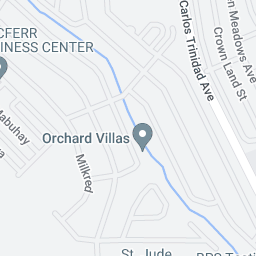 CFERR
INESS CENTER
Carlos Trinidad Ave
Meadows Ave
Crown Land St
Mabuhay
Orchard Villas
Milkred
St. Jude